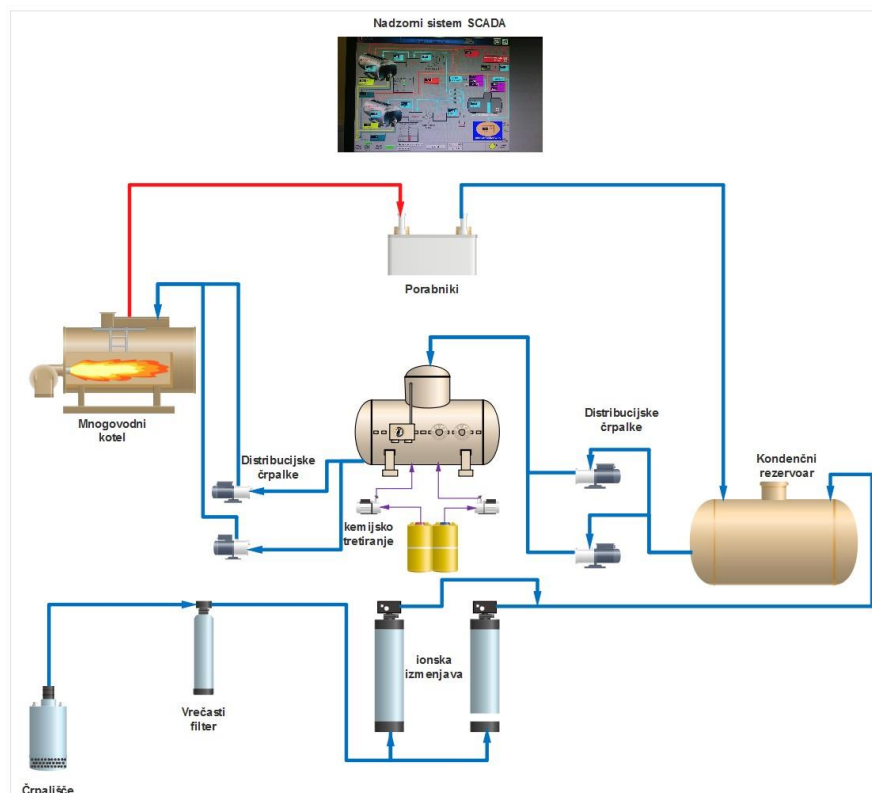 Nadzorni sistem SCADA
Porabniki
Mnogovodni
kotel
Distribucijske
črpalke
Distribucijske
črpalke
Kondenčni
rezervoar
kemijsko
tretiranje
ionska
izmenjava
Vrečasti
filter
Črpališče